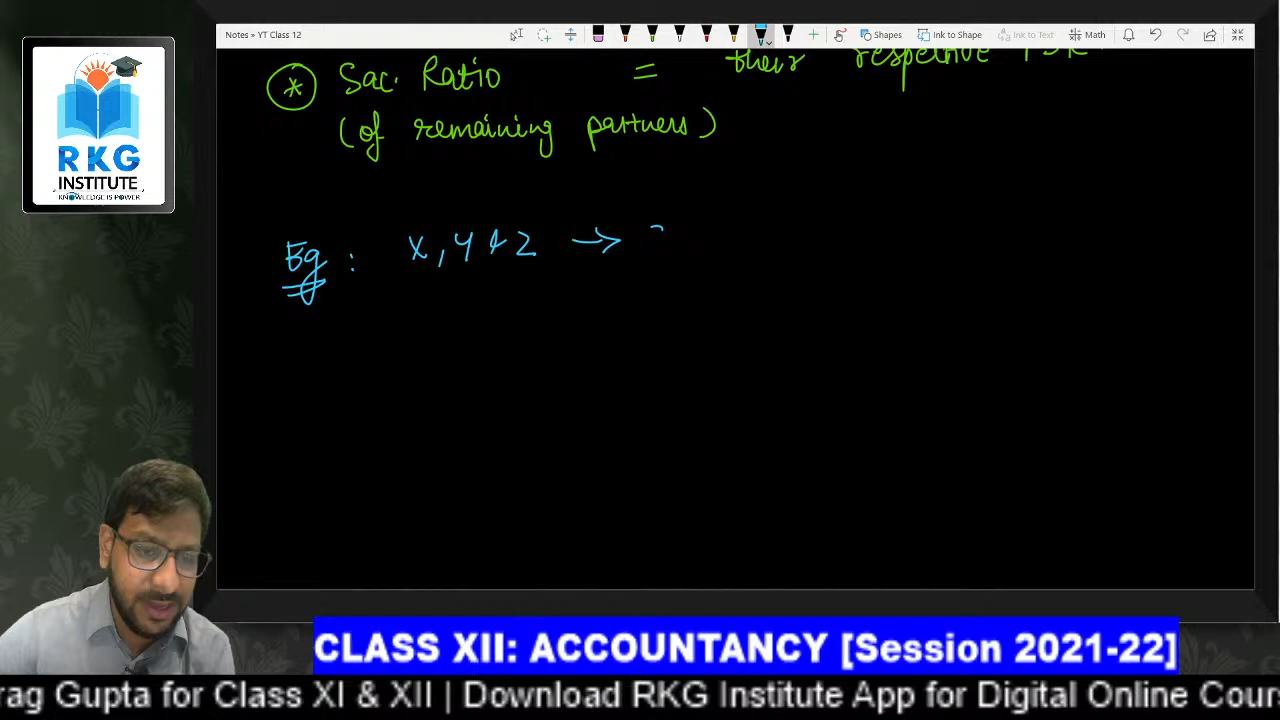 Notes » YT Class 12
Shapes
Ink to Shape
Ink to Text
Math
RKG
INSTITUTE
KNOWLEDGE IS POWER
* Sac. Ratio = their respective
(of remaining partners)
Eg : X, Y & Z →
CLASS XII: ACCOUNTANCY [Session 2021-22]
rag Gupta for Class XI & XII | Download RKG Institute App for Digital Online Cour